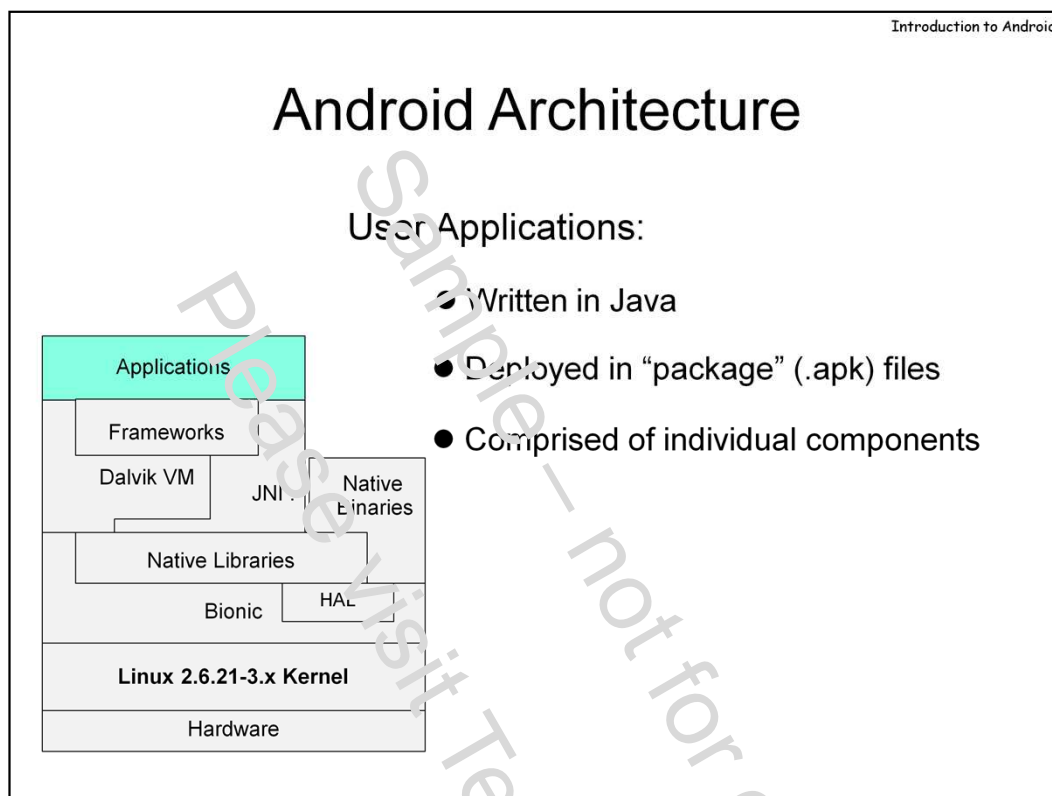 Introduction to Android
Android Architecture
User Applications:
● Written in Java
● Deployed in “package” (.apk) files
● Comprised of individual components
Applications
Frameworks
Dalvik VM
JNI
Native
Binaries
Native Libraries
Bionic
HAL
Linux 2.6.21-3.x Kernel
Hardware
Sample – not for
Please visit